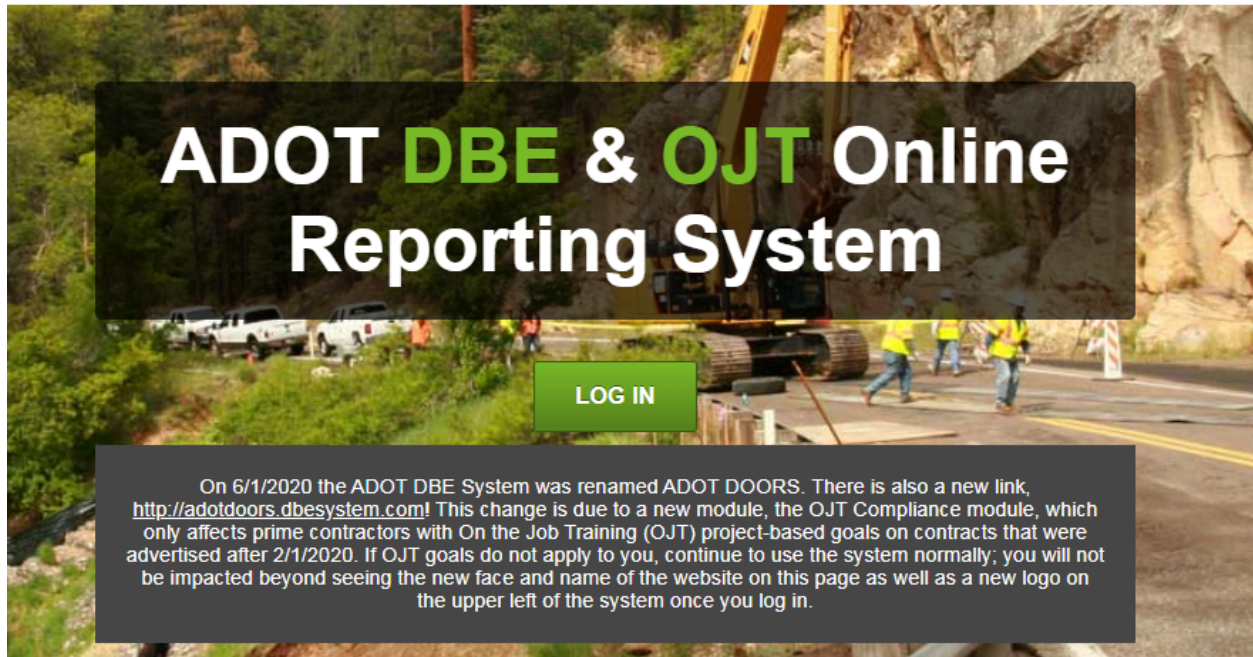 ADOT DBE & OJT Online
Reporting System
LOG IN
On 6/1/2020 the ADOT DBE System was renamed ADOT DOORS. There is also a new link,
http://adotdoors.dbesystem.com! This change is due to a new module, the OJT Compliance module, which
only affects prime contractors with On the Job Training (OJT) project-based goals on contracts that were
advertised after 2/1/2020. If OJT goals do not apply to you, continue to use the system normally; you will not
be impacted beyond seeing the new face and name of the website on this page as well as a new logo on
the upper left of the system once you log in.